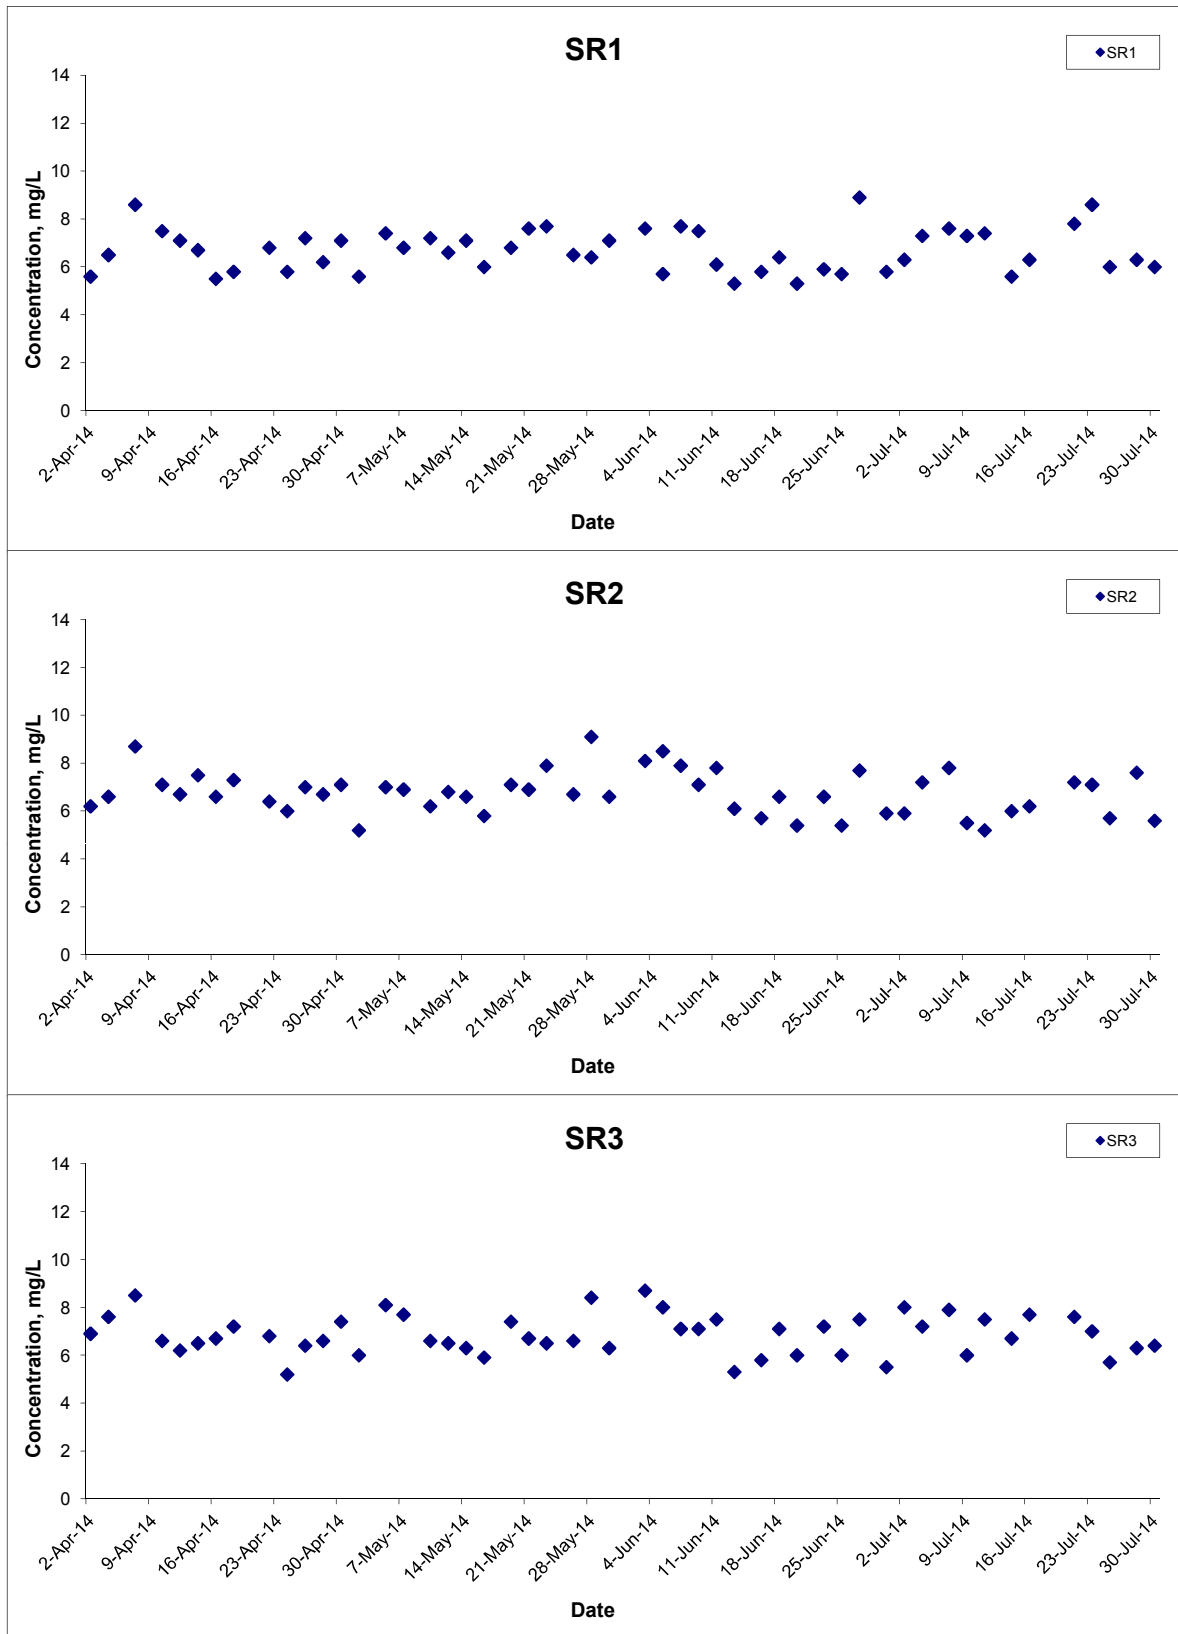 SR1
SR1
14
12
10
8
6
4
2
0
Concentration, mg/L
2-Apr-14
9-Apr-14
16-Apr-14
23-Apr-14
30-Apr-14
7-May-14
14-May-14
21-May-14
28-May-14
4-Jun-14
11-Jun-14
18-Jun-14
25-Jun-14
2-Jul-14
9-Jul-14
16-Jul-14
23-Jul-14
30-Jul-14
Date
SR2
SR2
14
12
10
8
6
4
2
0
Concentration, mg/L
2-Apr-14
9-Apr-14
16-Apr-14
23-Apr-14
30-Apr-14
7-May-14
14-May-14
21-May-14
28-May-14
4-Jun-14
11-Jun-14
18-Jun-14
25-Jun-14
2-Jul-14
9-Jul-14
16-Jul-14
23-Jul-14
30-Jul-14
Date
SR3
SR3
14
12
10
8
6
4
2
0
Concentration, mg/L
2-Apr-14
9-Apr-14
16-Apr-14
23-Apr-14
30-Apr-14
7-May-14
14-May-14
21-May-14
28-May-14
4-Jun-14
11-Jun-14
18-Jun-14
25-Jun-14
2-Jul-14
9-Jul-14
16-Jul-14
23-Jul-14
30-Jul-14
Date